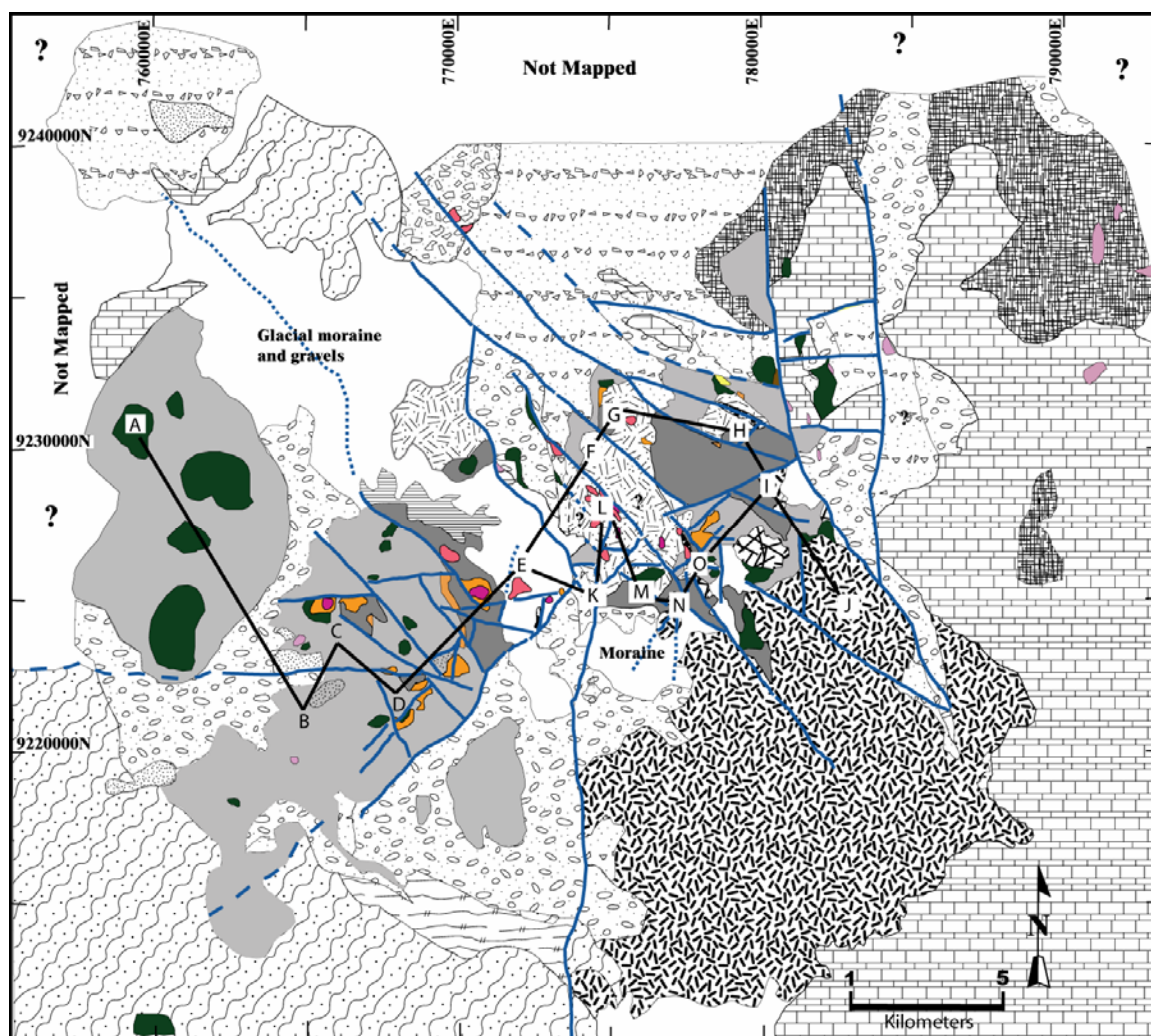 ?
760000E
770000E
780000E
790000E
?
?
Not Mapped
9240000N
Not Mapped
Glacial moraine
and gravels
A
G
H
?
9230000N
F
I
?
L
?
?
E
O
K
M
N
J
C
Moraine
D
B
9220000N
N
1
5
Kilometers